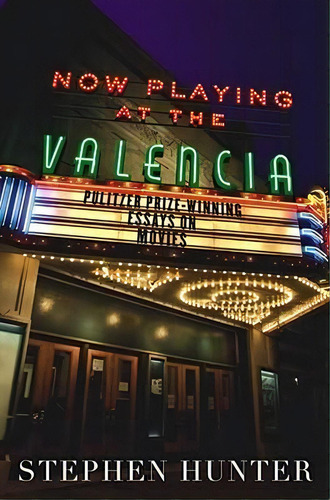 NOW PLAYING
AT THE
VALENCIA
PULITZER PRIZE-WINNING
ESSAYS ON
MOVIES
STEPHEN HUNTER